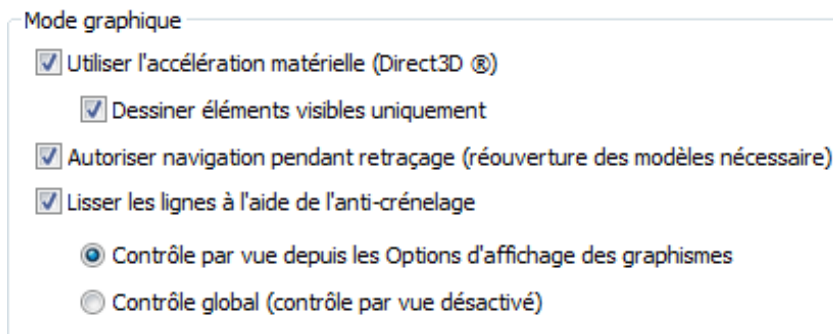 Mode graphique
Utiliser l'accélération matérielle (Direct3D ®)
Dessiner éléments visibles uniquement
Autoriser navigation pendant retraçage (réouverture des modèles nécessaire)
Lisser les lignes à l'aide de l'anti-crénelage
Contrôle par vue depuis les Options d'affichage des graphismes
Contrôle global (contrôle par vue désactivé)